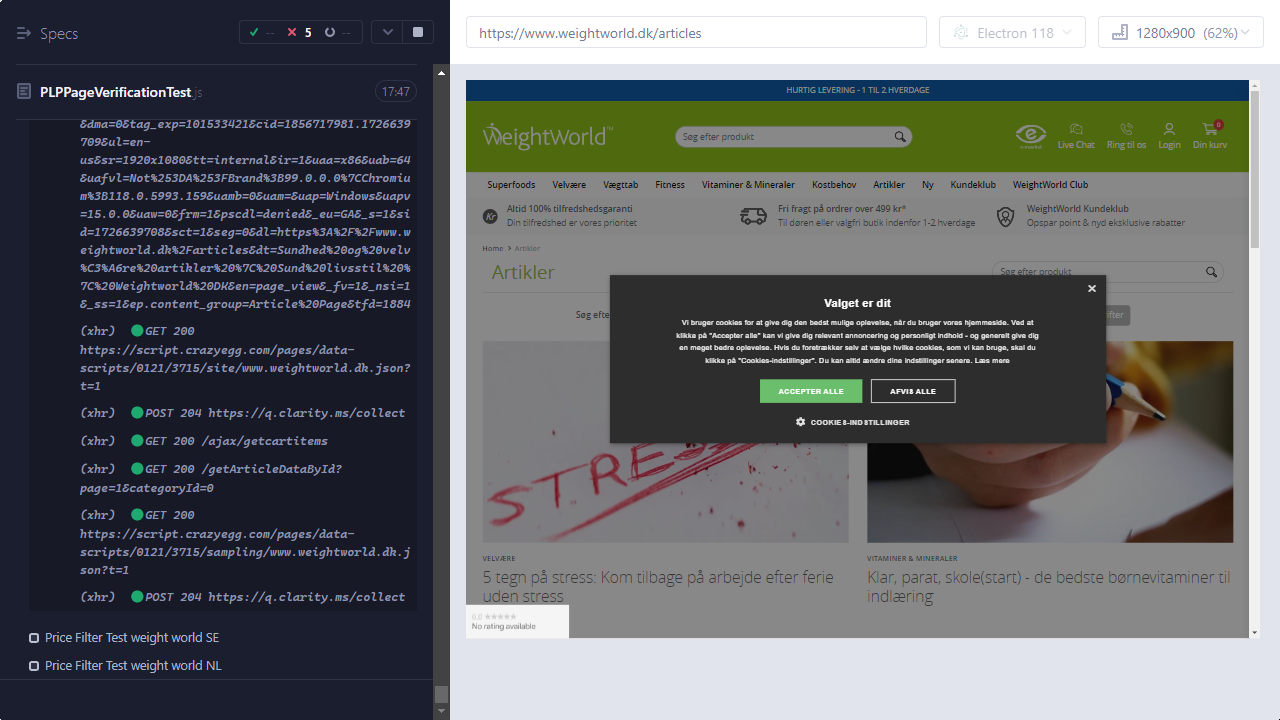 Specs
-- 5 --
PLPPageVerificationTest.js
17:47
&dma=0&tag_exp=101533421&cid=1856717981.1726639
709&ul=en-
us&sr=1920x1080&tt=internal&ir=1&uaa=x86&uab=64
&uafvl=Not%253DA%253FBrand%3B99.0.0.0%7CChromiu
m%3B118.0.5993.159&uamb=0&uam=&uap=Windows&uapv
=15.0.0&uaw=0&frm=1&pscdl=denied&_eu=GA&_s=1&si
d=1726639708&sct=1&seg=0&dl=https%3A%2F%2Fwww.w
eightworld.dk%2Farticles&dt=Sundhed%20og%20velv
%C3%A6re%20artikler%20%7C%20Sund%20livsstil%20%
7C%20Weightworld%20DK&en=page_view&_fv=1&_nsi=1
&_ss=1&ep.content_group=Article%20Page&tfd=1884
(xhr) GET 200
https://script.crazyegg.com/pages/data-
scripts/0121/3715/site/www.weightworld.dk.json?
t=1
(xhr) POST 204 https://q.clarity.ms/collect
(xhr) GET 200 /ajax/getcartitems
(xhr) GET 200 /getArticleDataById?
page=1&categoryId=0
(xhr) GET 200
https://script.crazyegg.com/pages/data-
scripts/0121/3715/sampling/www.weightworld.dk.j
son?t=1
(xhr) POST 204 https://q.clarity.ms/collect
Price Filter Test weight world SE
Price Filter Test weight world NL
https://www.weightworld.dk/articles
Electron 118
1280x900 (62%)
HURTIG LEVERING - 1 TIL 2 HVERDAGE
WeightWorld™
Søg efter produkt
Live Chat
Ring til os
Login
0
Din kurv
Superfoods Velvære Vægttab Fitness Vitaminer & Mineraler Kostbehov Artikler Ny Kundeklub WeightWorld Club
Altid 100% tilfredshedsgaranti
Din tilfredshed er vores prioritet
Fri fragt på ordrer over 499 kr*
Til døren eller valgfri butik indenfor 1-2 hverdage
WeightWorld Kundeklub
Opspar point & nyd eksklusive rabatter
Home > Artikler
Artikler
Søg efter produkt
Søg efte
ifter
Valget er dit
Vi bruger cookies for at give dig den bedst mulige oplevelse, når du bruger vores hjemmeside. Ved at
klikke på "Accepter alle" kan vi give dig relevant annoncering og personligt indhold - og generelt give dig
en meget bedre oplevelse. Hvis du foretrækker selv at vælge hvilke cookies, som vi kan bruge, skal du
klikke på "Cookies-indstillinger". Du kan altid ændre dine indstillinger senere. Læs mere
ACCEPTER ALLE
AFVIS ALLE
COOKIES-INDSTILLINGER
STRESS
VELVÆRE
5 tegn på stress: Kom tilbage på arbejde efter ferie
uden stress
VITAMINER & MINERALER
Klar, parat, skole(start) - de bedste børnevitaminer til
indlæring
0.0 ★★★★★
No rating available